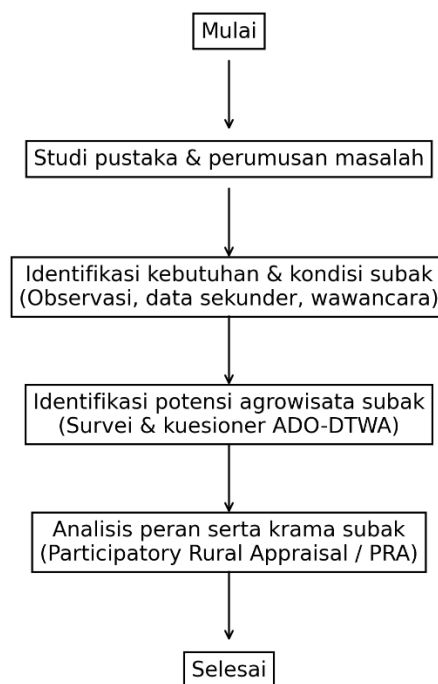 Mulai
Studi pustaka & perumusan masalah
Identifikasi kebutuhan & kondisi subak
(Observasi, data sekunder, wawancara)
Identifikasi potensi agrowisata subak
(Survei & kuesioner ADO-DTWA)
Analisis peran serta krama subak
(Participatory Rural Appraisal / PRA)
Selesai